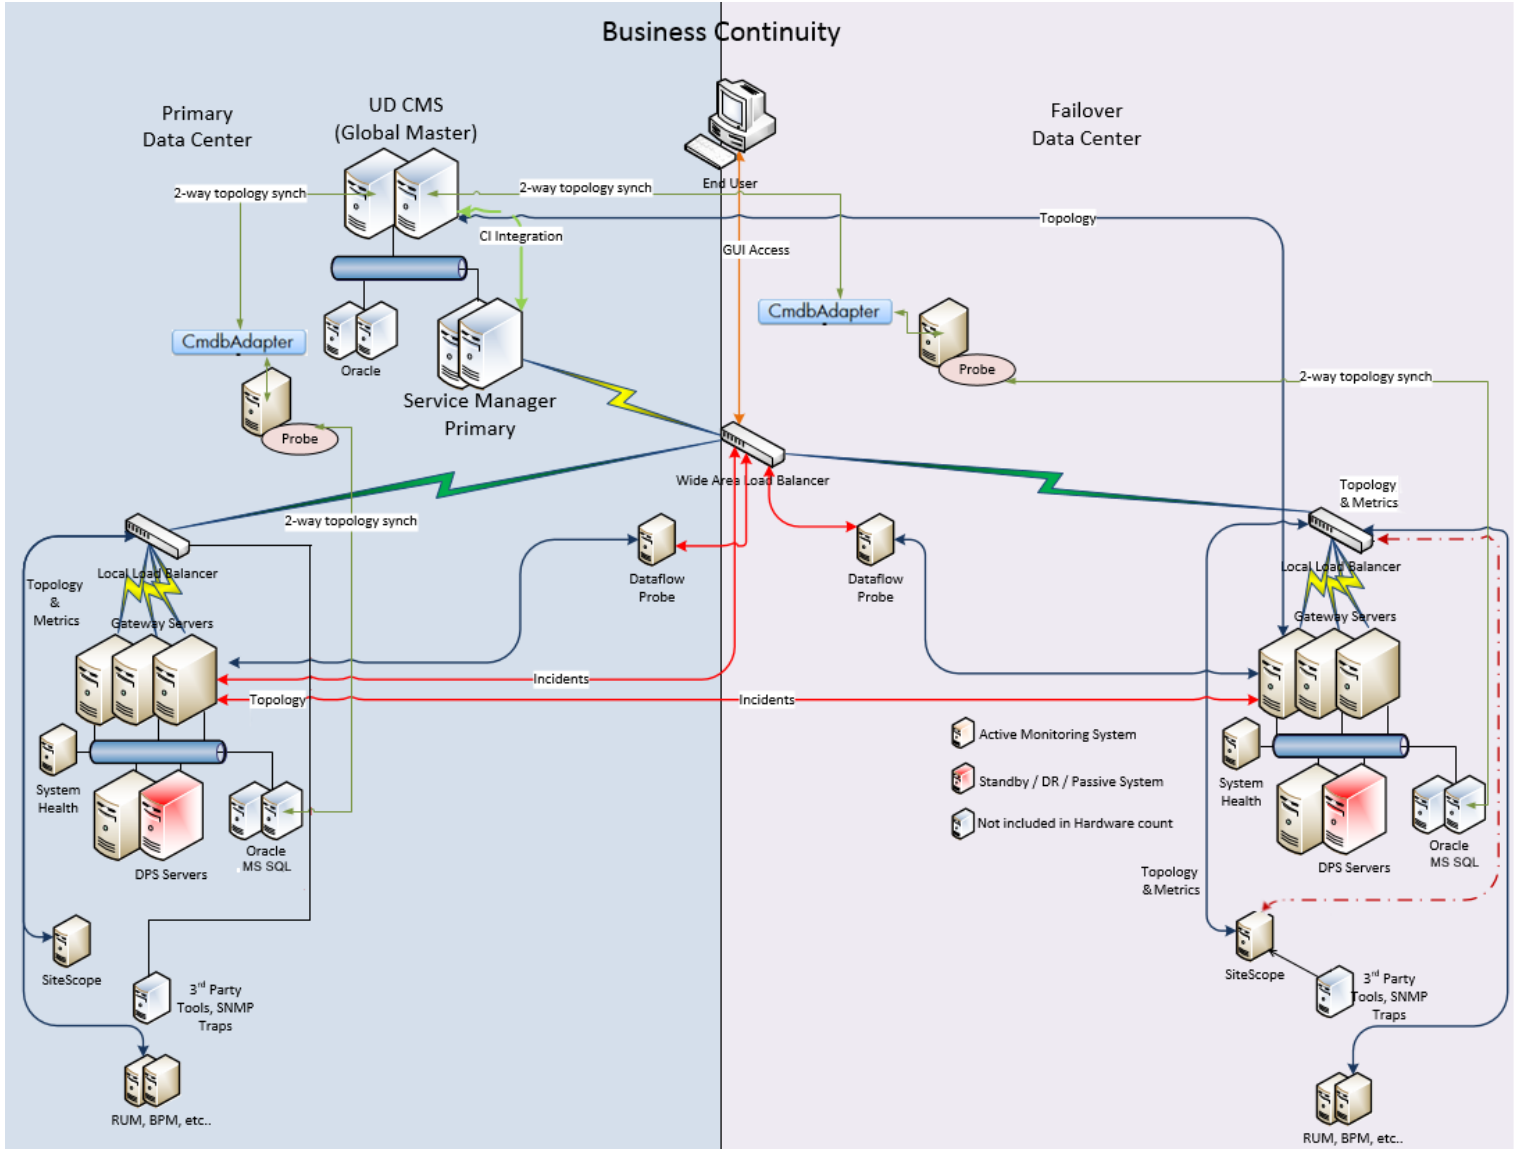 Business Continuity
Primary
Data Center
UD CMS
(Global Master)
Failover
Data Center
End User
2-way topology synch
2-way topology synch
Topology
CI Integration
GUI Access
CmdbAdapter
CmdbAdapter
Oracle
Probe
2-way topology synch
Service Manager
Primary
Probe
Wide Area Load Balancer
Topology
& Metrics
2-way topology synch
Local Load Balancer
Local Load Balancer
Topology
&
Metrics
Dataflow
Probe
Dataflow
Probe
Gateway Servers
Gateway Servers
Incidents
Topology
Incidents
Active Monitoring System
Standby / DR / Passive System
Not included in Hardware count
System
Health
System
Health
Oracle
MS SQL
DPS Servers
Oracle
MS SQL
DPS Servers
Topology
& Metrics
SiteScope
SiteScope
3rd Party
Tools, SNMP
Traps
3rd Party
Tools, SNMP
Traps
RUM, BPM, etc..
RUM, BPM, etc..